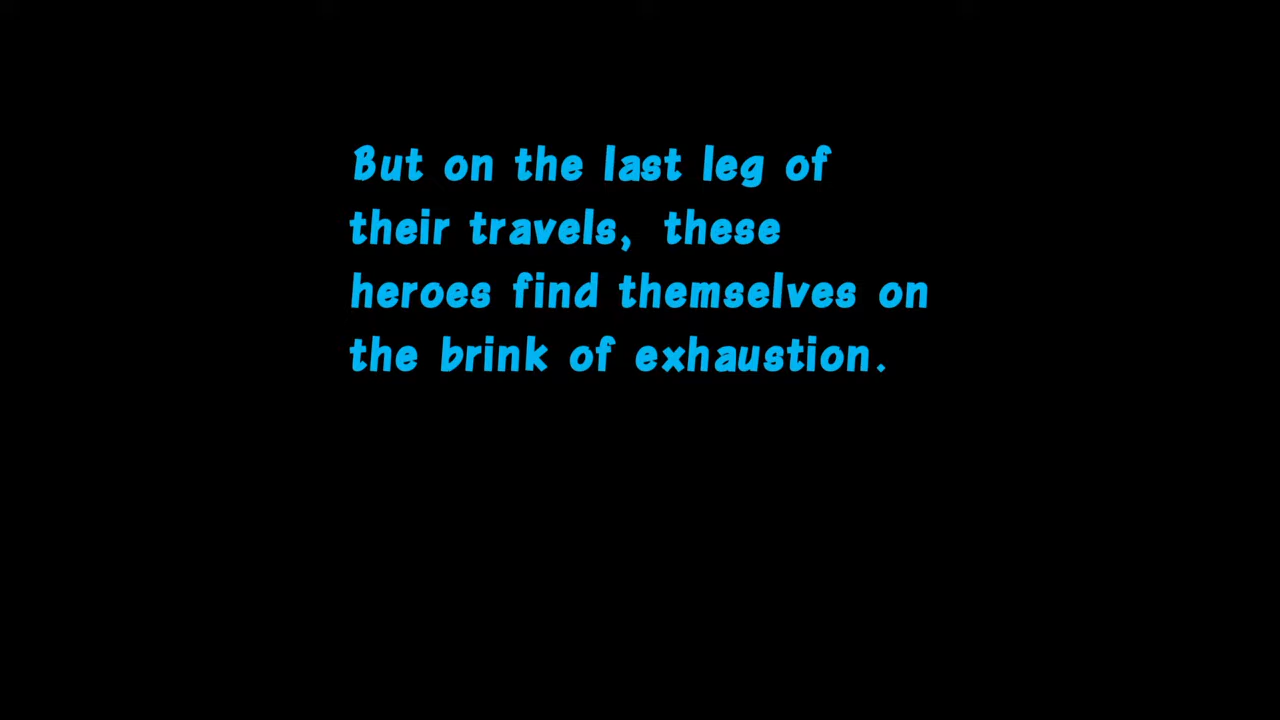 But on the last leg of
their travels, these
heroes find themselves on
the brink of exhaustion.